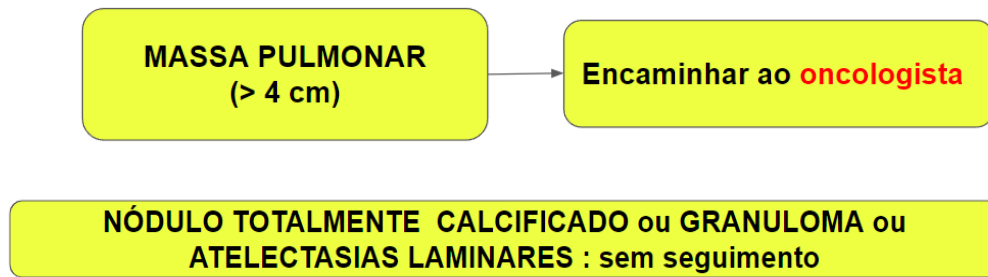 MASSA PULMONAR
(> 4 cm)
Encaminhar ao oncologista
NÓDULO TOTALMENTE CALCIFICADO ou GRANULOMA ou
ATELECTASIAS LAMINARES : sem seguimento